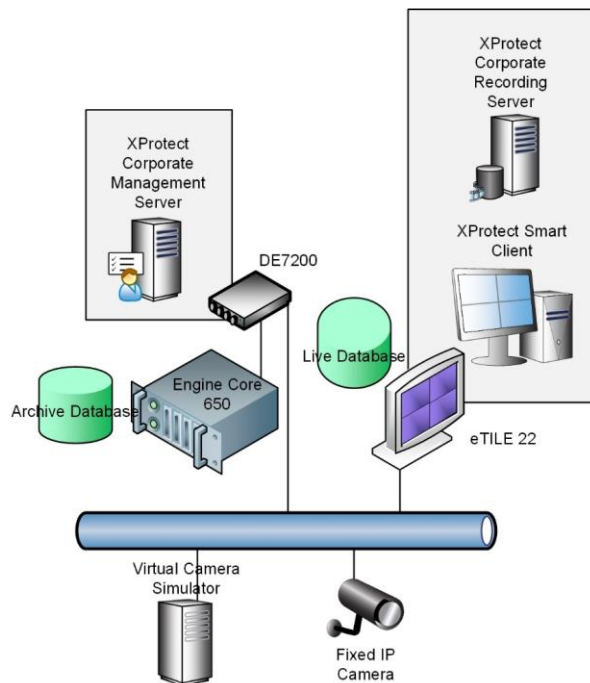 XProtect
Corporate
Recording
Server
XProtect
Corporate
Management
Server
XProtect Smart
Client
DE7200
Live Database
Engine Core
650
Archive Database
eTILE 22
Virtual Camera
Simulator
Fixed IP
Camera